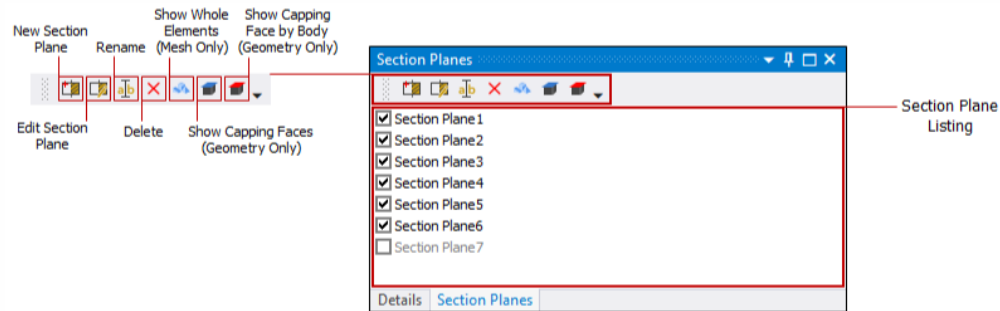 New Section
Plane
Rename
Show Whole
Elements
(Mesh Only)
Show Capping
Face by Body
(Geometry Only)
Edit Section
Plane
Delete
Show Capping Faces
(Geometry Only)
Section Planes
a b
a b
Section Plane1
Section Plane2
Section Plane3
Section Plane4
Section Plane5
Section Plane6
Section Plane7
Details
Section Planes
Section Plane
Listing